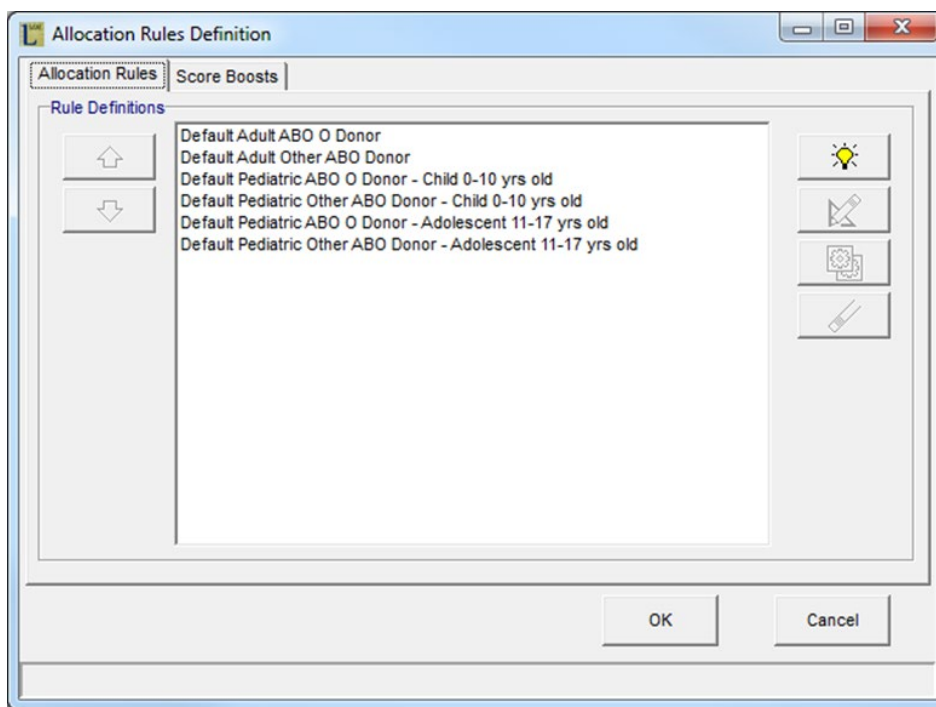 Allocation Rules Definition
Allocation Rules
Score Boosts
Rule Definitions
Default Adult ABO O Donor
Default Adult Other ABO Donor
Default Pediatric ABO O Donor - Child 0-10 yrs old
Default Pediatric Other ABO Donor - Child 0-10 yrs old
Default Pediatric ABO O Donor - Adolescent 11-17 yrs old
Default Pediatric Other ABO Donor - Adolescent 11-17 yrs old
OK
Cancel